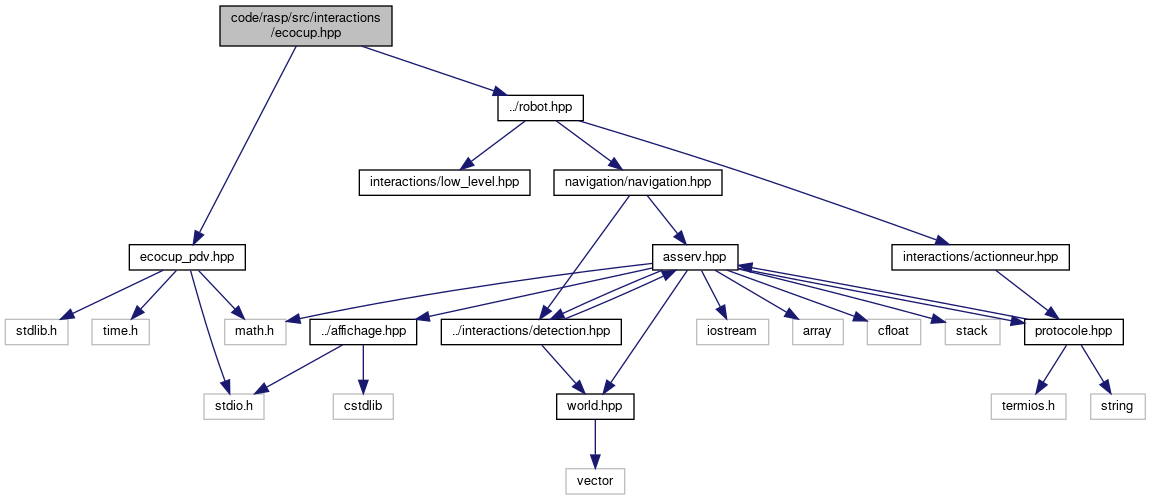 code/rasp/src/interactions
/ecocup.hpp
../robot.hpp
interactions/low_level.hpp
navigation/navigation.hpp
ecocup_pdv.hpp
asserv.hpp
interactions/actionneur.hpp
stdlib.h
time.h
math.h
../affichage.hpp
../interactions/detection.hpp
iostream
array
cfloat
stack
protocole.hpp
stdio.h
cstdlib
world.hpp
termios.h
string
vector